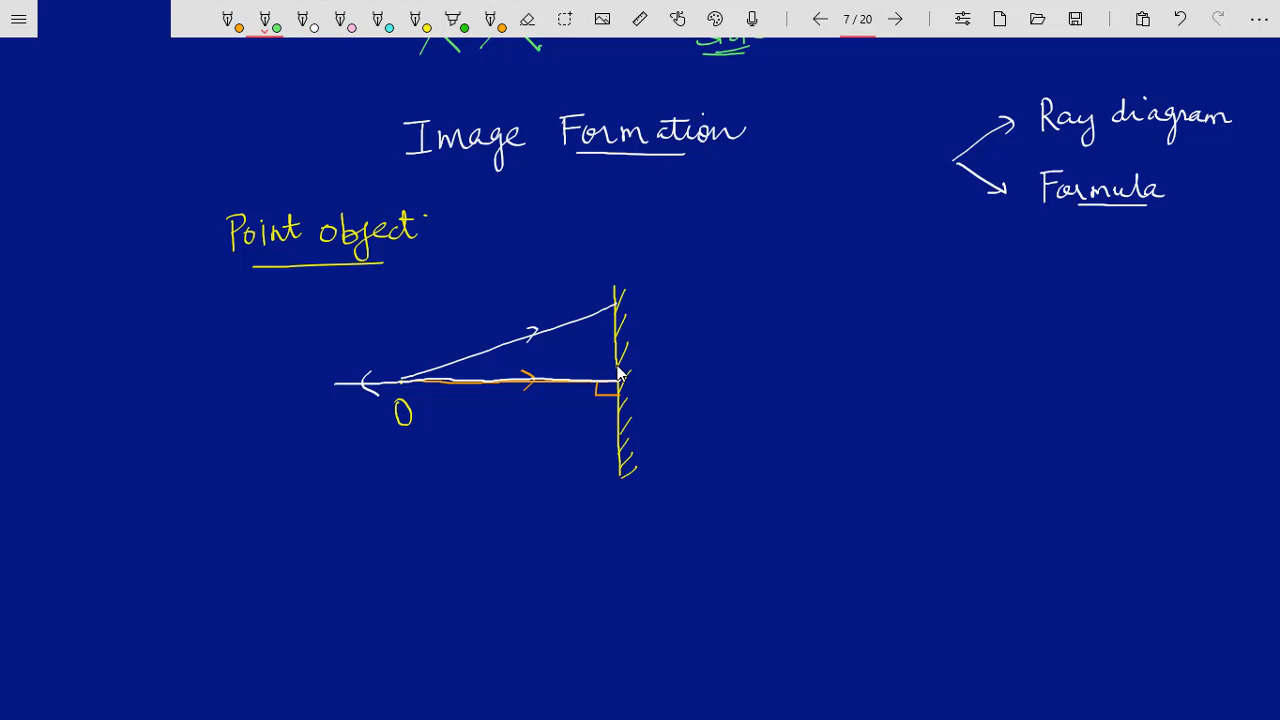 7 / 20
Image Formation
Ray diagram
Formula
Point object
O